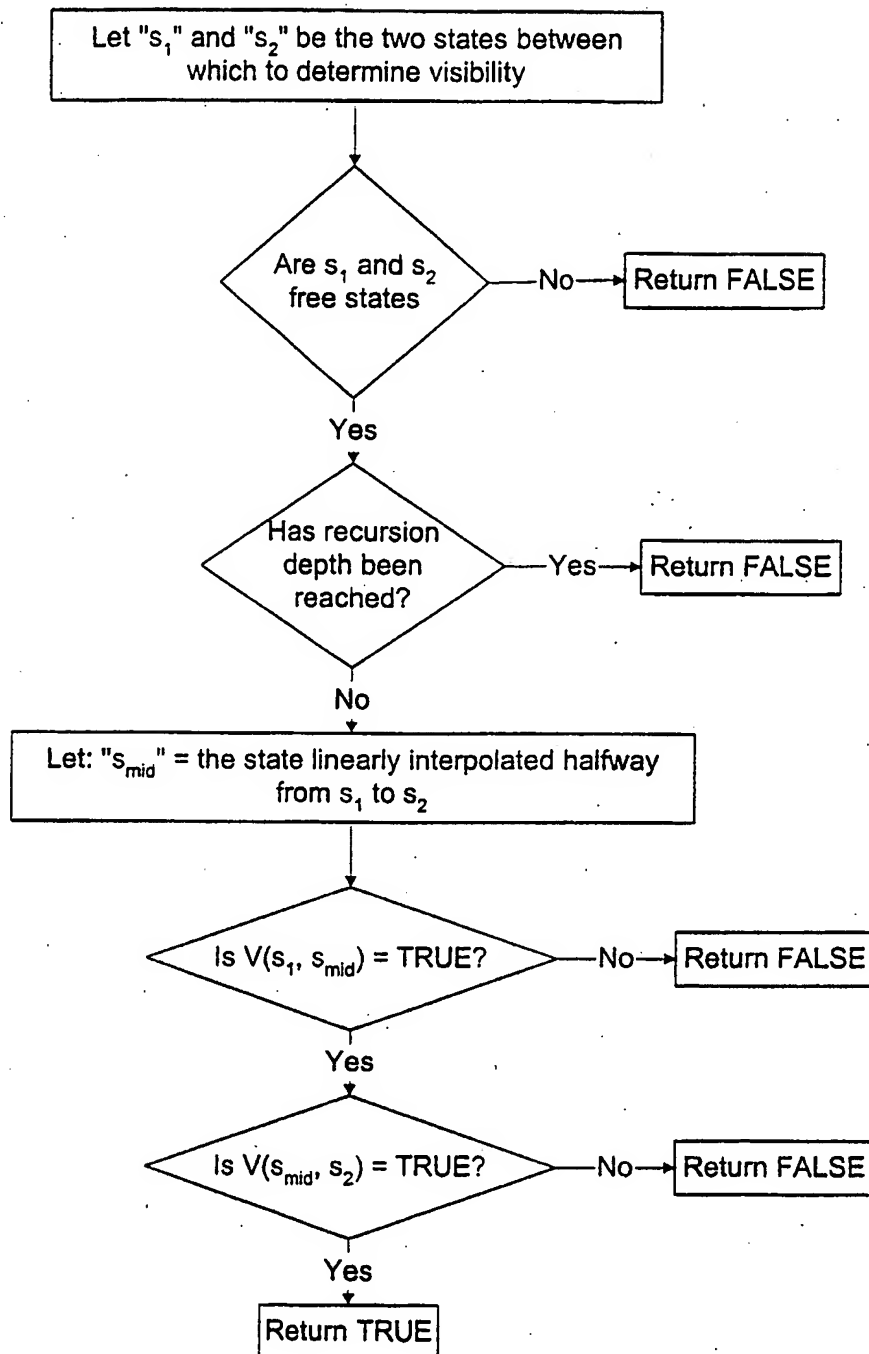 Let "s₁" and "s₂" be the two states between
which to determine visibility
Are s₁ and s₂
free states
No
Return FALSE
Yes
Has recursion
depth been
reached?
Yes
Return FALSE
No
Let: "s_mid" = the state linearly interpolated halfway
from s₁ to s₂
Is V(s₁, s_mid) = TRUE?
No
Return FALSE
Yes
Is V(s_mid, s₂) = TRUE?
No
Return FALSE
Yes
Return TRUE